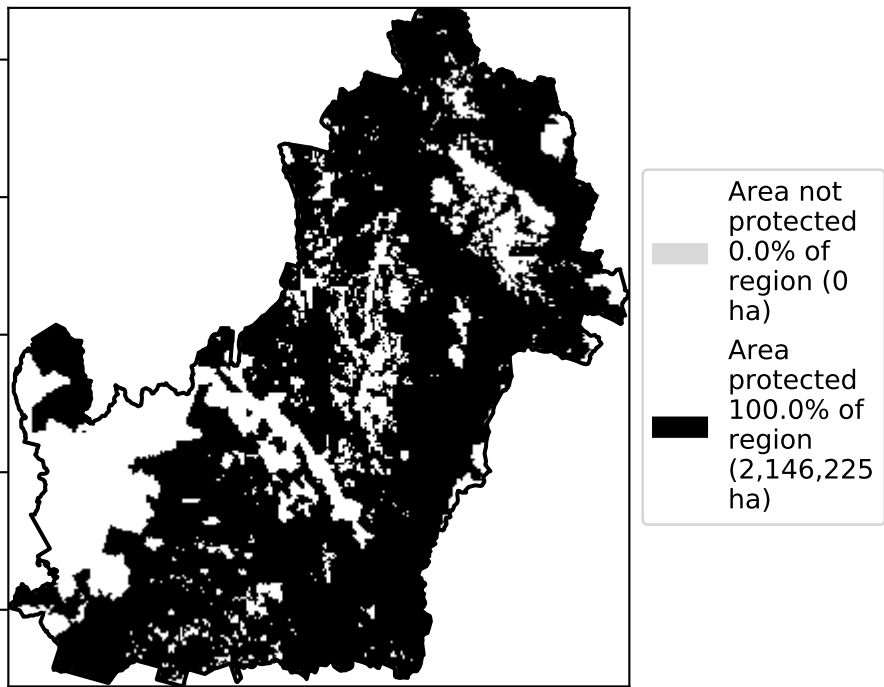 Area not
protected
0.0% of
region (0
ha)
Area
protected
100.0% of
region
(2,146,225
ha)